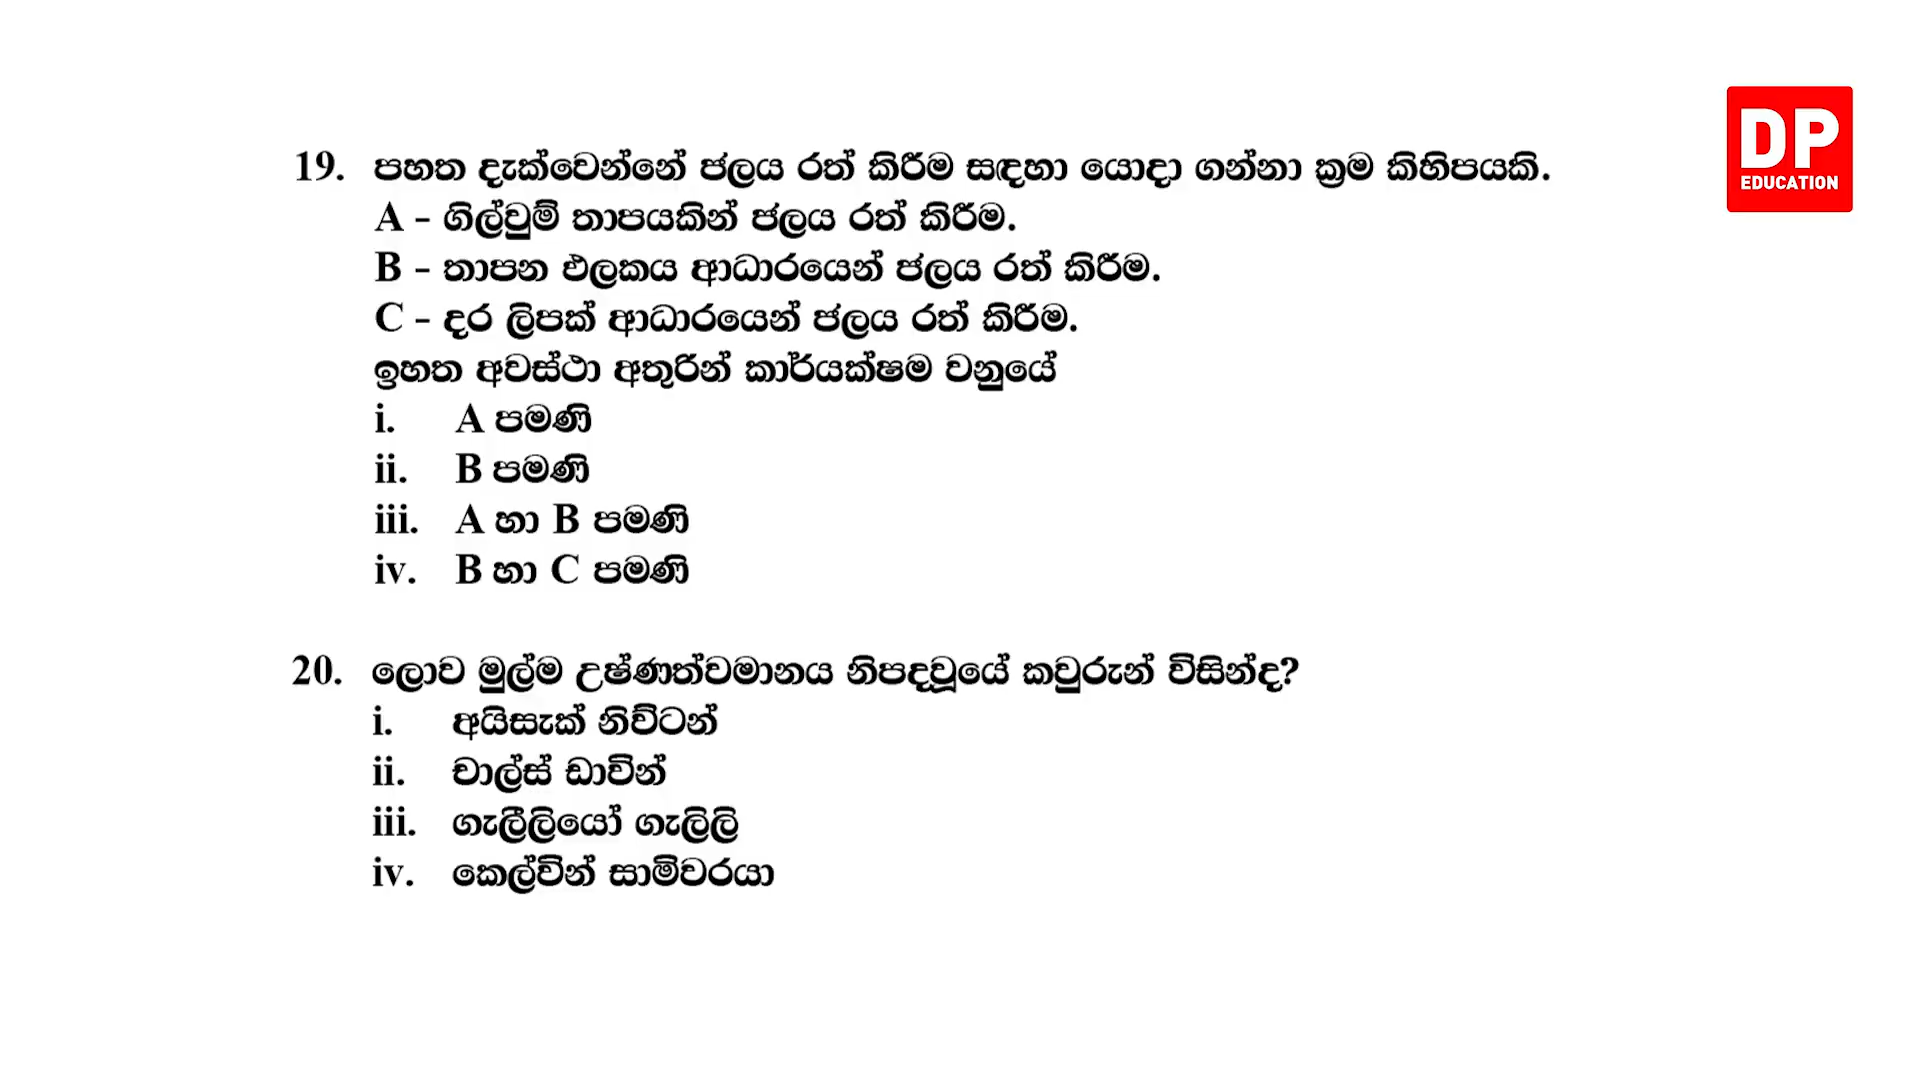 DP
EDUCATION
19. පහත දැක්වෙන්නේ ජලය රත් කිරීම සඳහා යොදා ගන්නා ක්‍රම කිහිපයකි.
A - ගිල්වුම් තාපයකින් ජලය රත් කිරීම.
B - තාපන ඵලකය ආධාරයෙන් ජලය රත් කිරීම.
C - දර ලිපක් ආධාරයෙන් ජලය රත් කිරීම.
ඉහත අවස්ථා අතුරින් කාර්යක්ෂම වනුයේ
i. A පමණි
ii. B පමණි
iii. A හා B පමණි
iv. B හා C පමණි
20. ලොව මුල්ම උෂ්ණත්වමානය නිපදවූයේ කවුරුන් විසින්ද?
i. අයිසැක් නිව්ටන්
ii. චාල්ස් ඩාවින්
iii. ගැලීලියෝ ගැලිලි
iv. කෙල්වින් සාමිවරයා